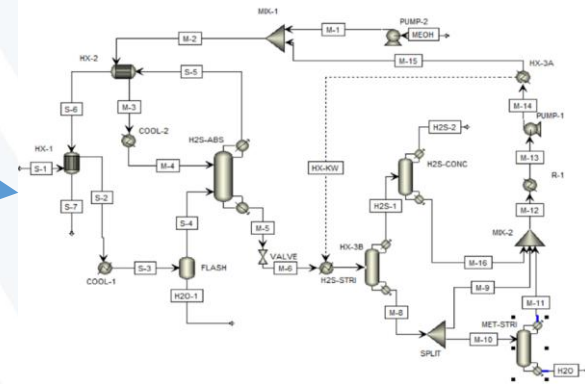 MIX-1
PUMP-2
M-2
M-1
MEOH
HX-2
M-15
HX-3A
S-5
S-6
M-3
M-14
PUMP-1
COOL-2
H2S-ABS
H2S-2
HX-1
M-13
M-4
HX-KW
H2S-CONC
S-1
S-2
R-1
S-7
S-4
H2S-1
M-12
M-5
MIX-2
S-3
FLASH
VALVE
HX-3B
M-16
COOL-1
M-6
H2S-STRI
M-9
M-11
H2O-1
M-8
MET-STRI
M-10
SPLIT
H2O